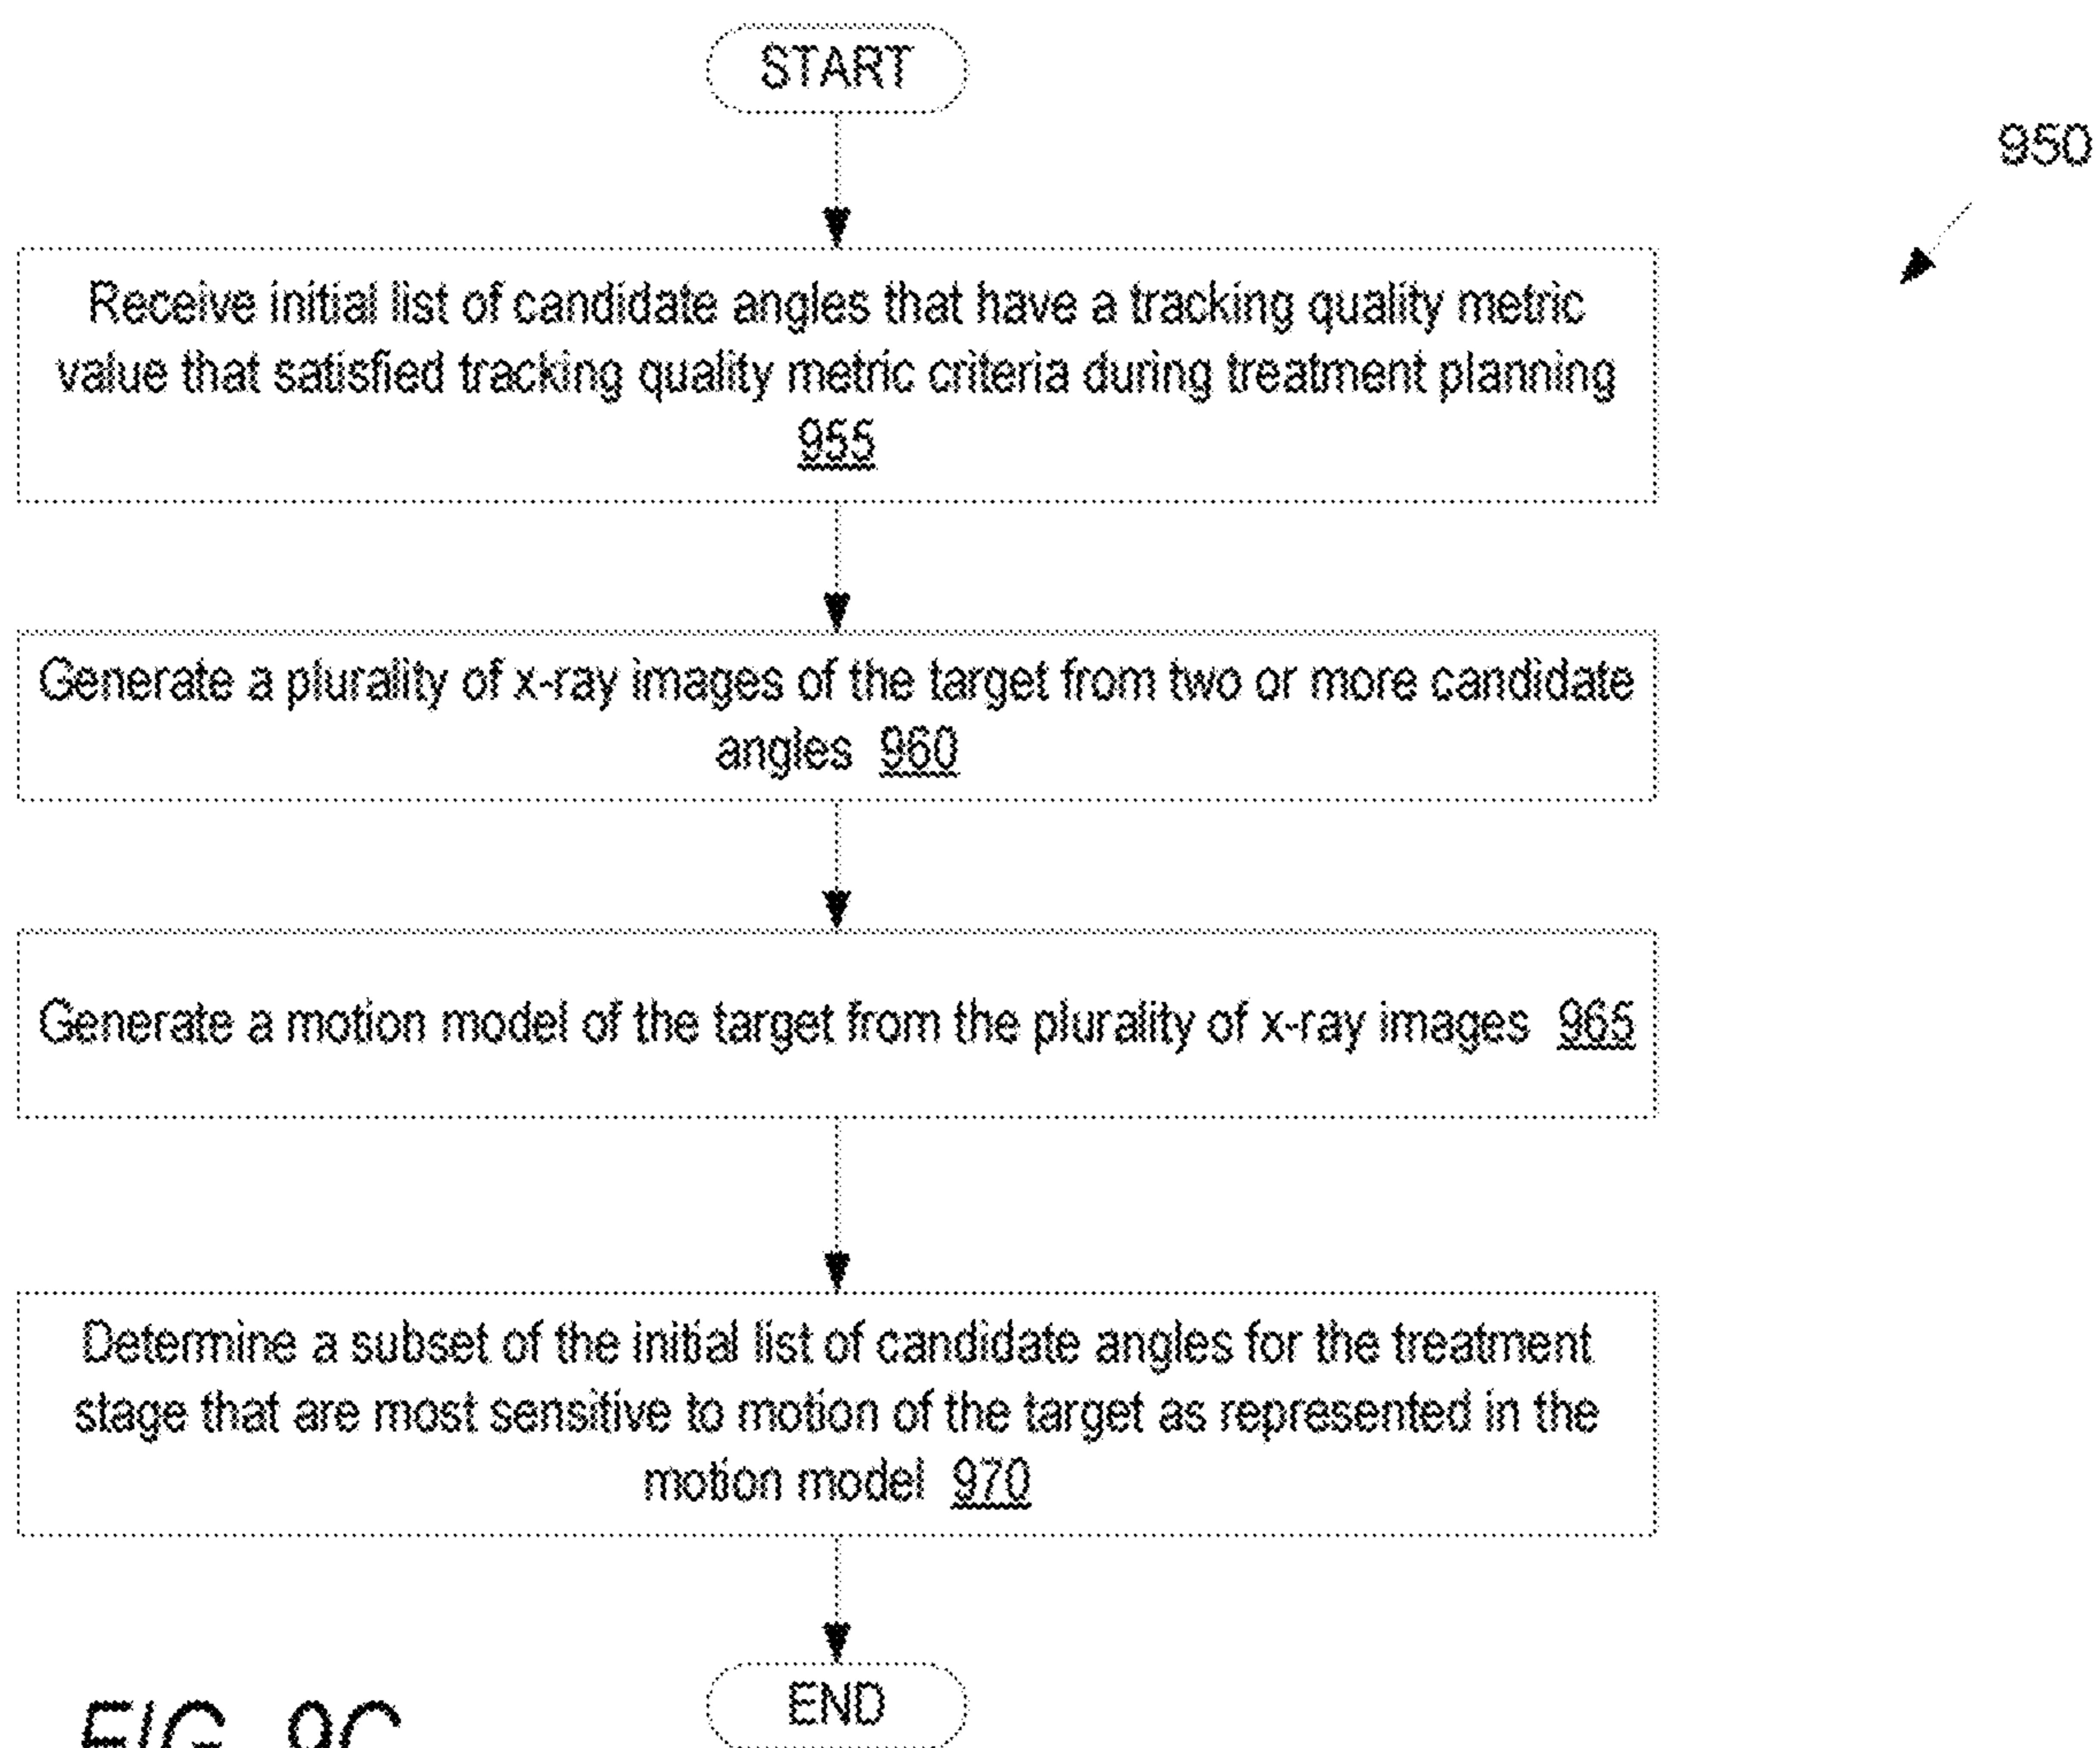 START
950
Receive initial list of candidate angles that have a tracking quality metric
value that satisfied tracking quality metric criteria during treatment planning
955
Generate a plurality of x-ray images of the target from two or more candidate
angles 960
Generate a motion model of the target from the plurality of x-ray images 965
Determine a subset of the initial list of candidate angles for the treatment
stage that are most sensitive to motion of the target as represented in the
motion model 970
END
FIG. 9C